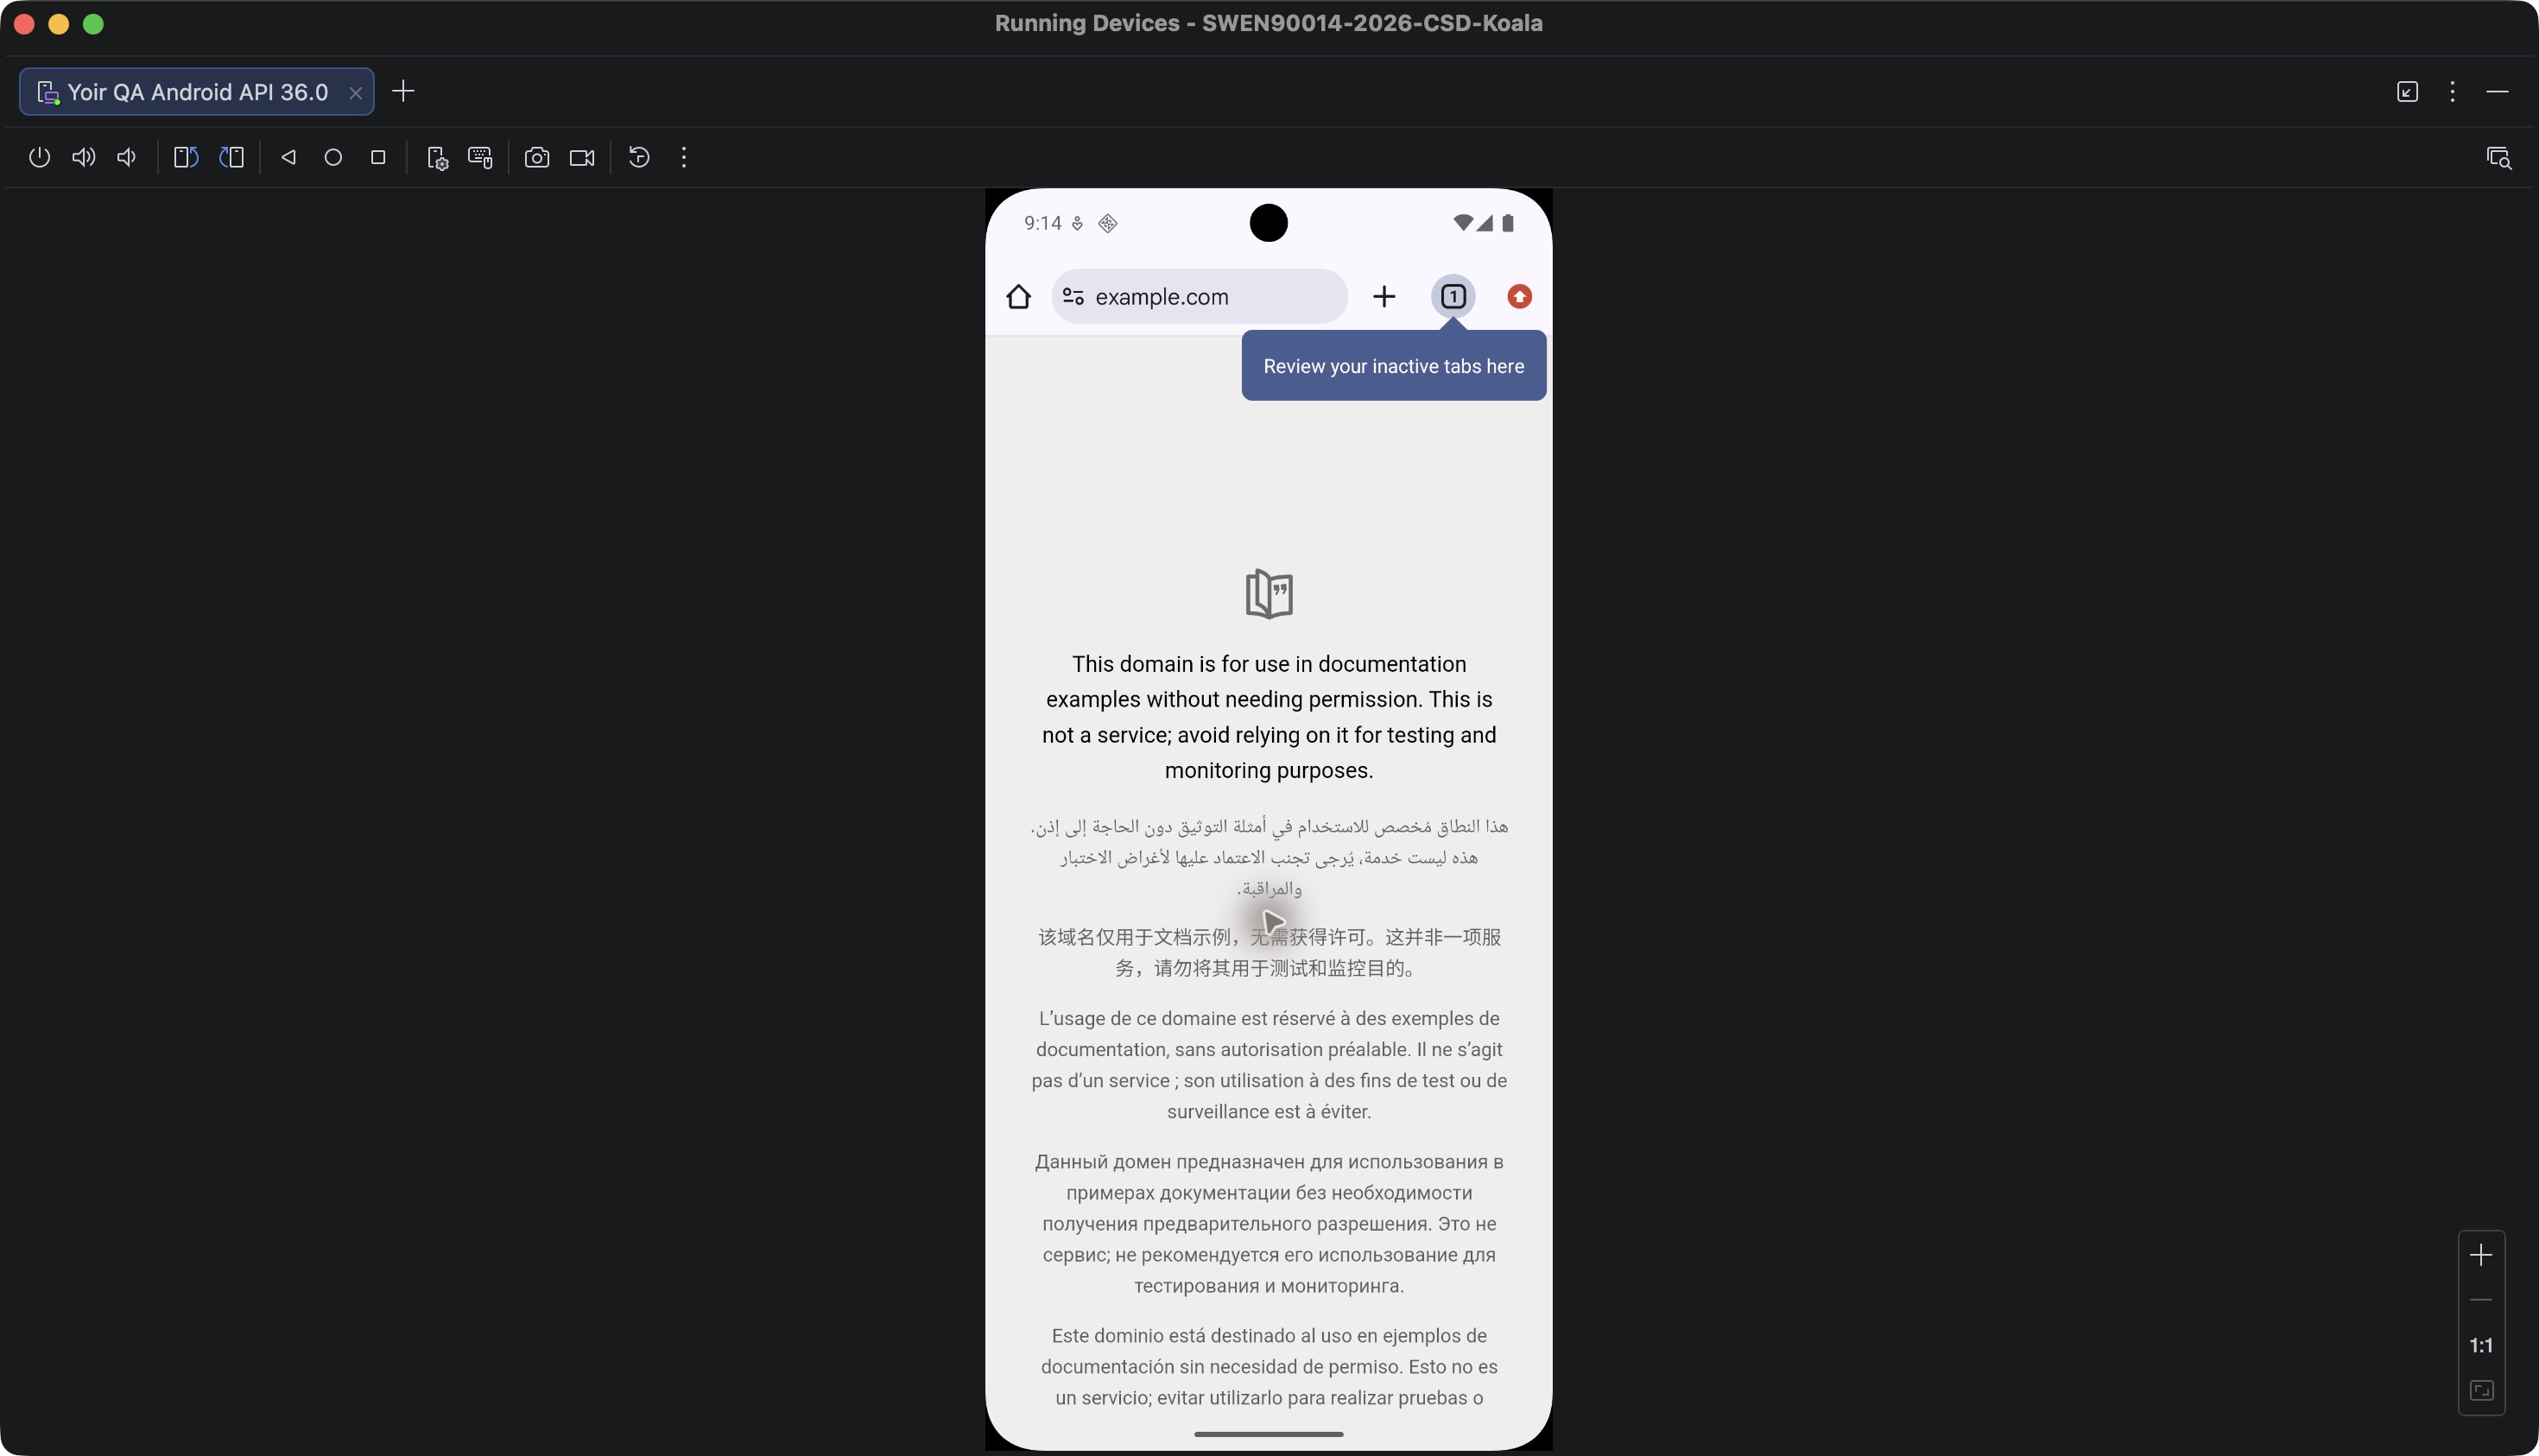 Running Devices - SWEN90014-2026-CSD-Koala
Yoir QA Android API 36.0
9:14
example.com
1
Review your inactive tabs here
This domain is for use in documentation
examples without needing permission. This is
not a service; avoid relying on it for testing and
monitoring purposes.
هذا النطاق مُخصص للاستخدام في أمثلة التوثيق دون الحاجة إلى إذن.
هذه ليست خدمة، يُرجى تجنب الاعتماد عليها لأغراض الاختبار
والمراقبة.
该域名仅用于文档示例，无需获得许可。这并非一项服
务，请勿将其用于测试和监控目的。
L’usage de ce domaine est réservé à des exemples de
documentation, sans autorisation préalable. Il ne s’agit
pas d’un service ; son utilisation à des fins de test ou de
surveillance est à éviter.
Данный домен предназначен для использования в
примерах документации без необходимости
получения предварительного разрешения. Это не
сервис; не рекомендуется его использование для
тестирования и мониторинга.
Este dominio está destinado al uso en ejemplos de
documentación sin necesidad de permiso. Esto no es
un servicio; evitar utilizarlo para realizar pruebas o
1:1